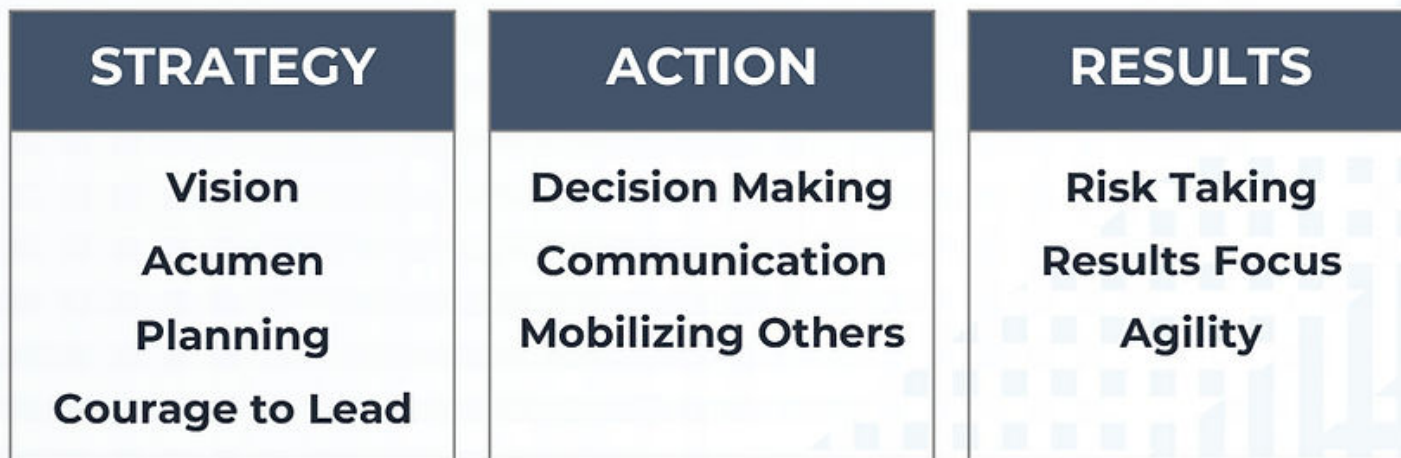 STRATEGY
Vision
Acumen
Planning
Courage to Lead
ACTION
Decision Making
Communication
Mobilizing Others
RESULTS
Risk Taking
Results Focus
Agility